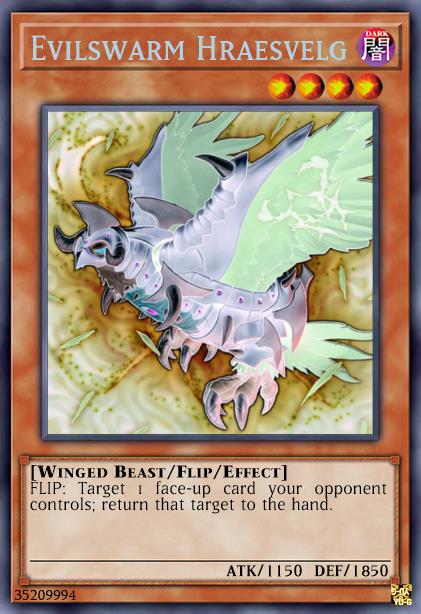 EVILSWARM HRAESVELG
DARK
闇
[WINGED BEAST/FLIP/EFFECT]
FLIP: Target 1 face-up card your opponent
controls; return that target to the hand.
ATK/1150 DEF/1850
35209994